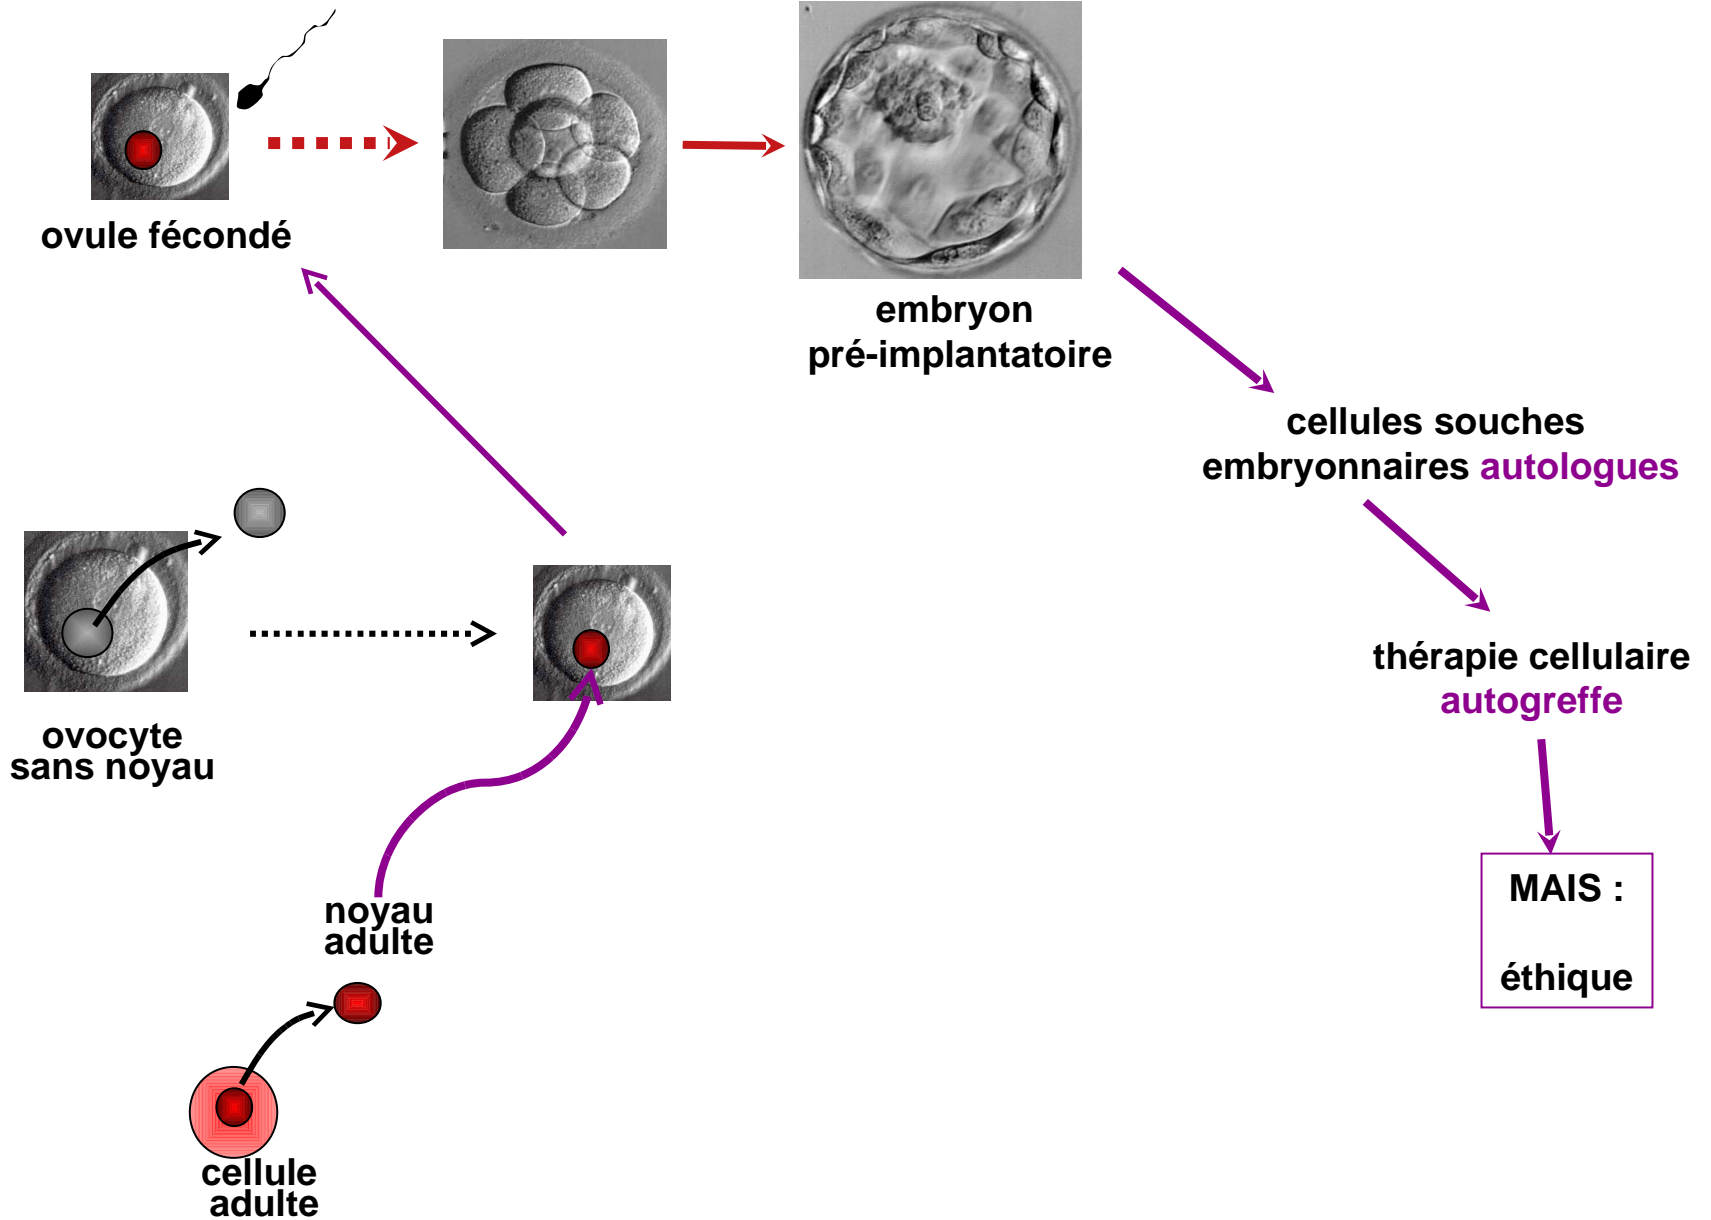 ovule fécondé
embryon
pré-implantatoire
cellules souches
embryonnaires autologues
ovocyte
sans noyau
thérapie cellulaire
autogreffe
noyau
adulte
MAIS :
éthique
cellule
adulte